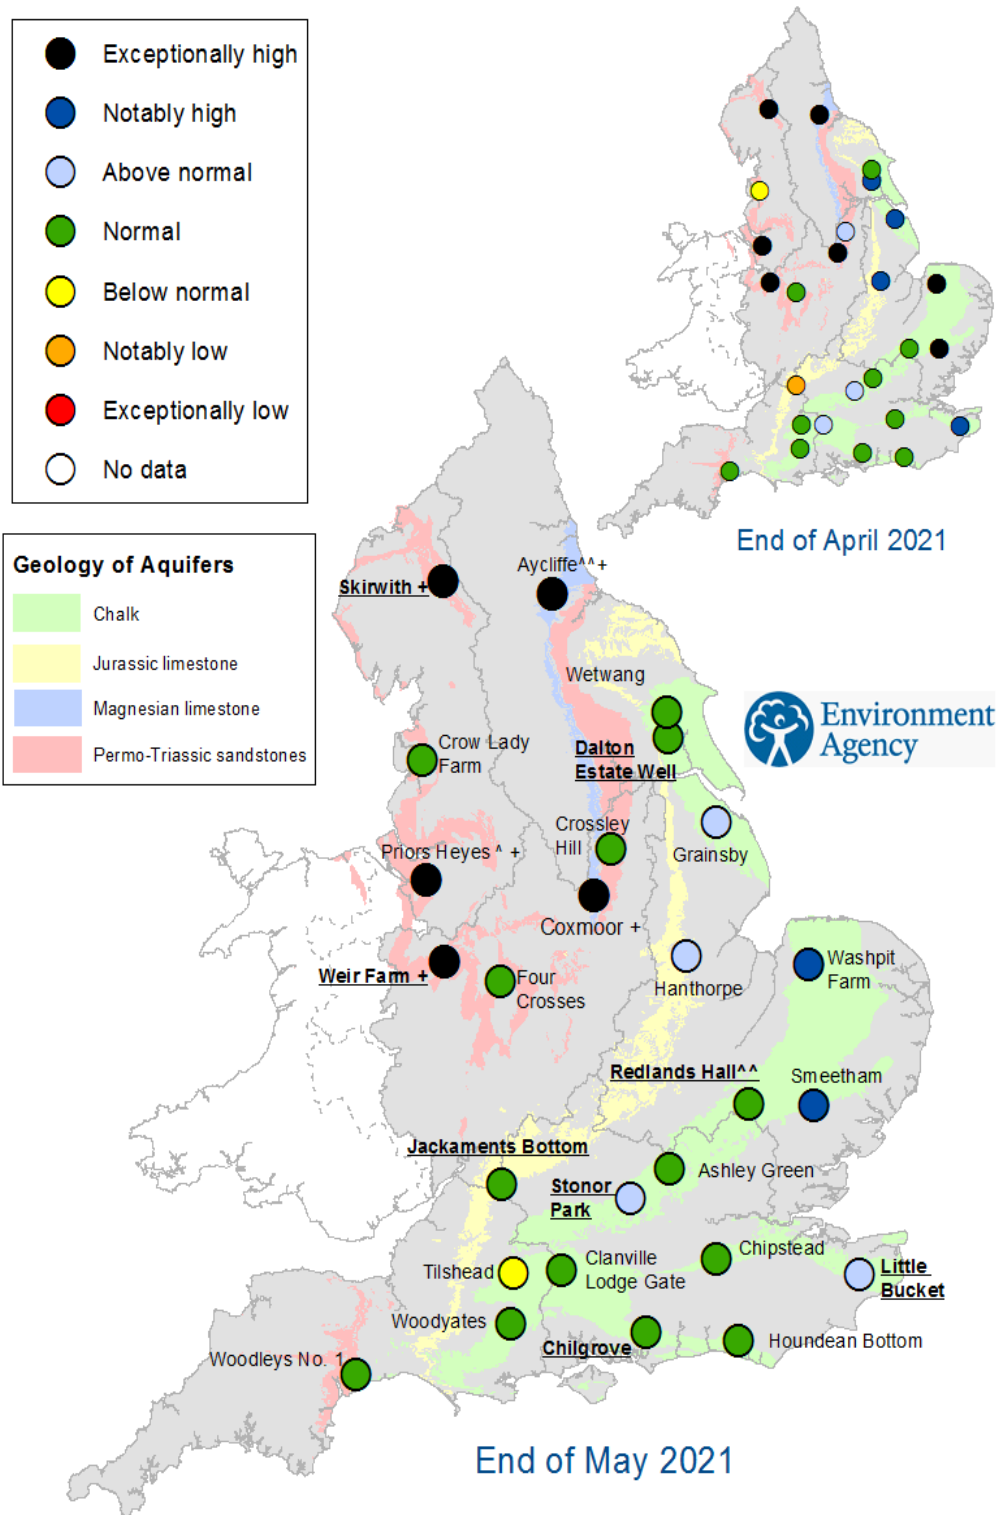 Exceptionally high
Notably high
Above normal
Normal
Below normal
Notably low
Exceptionally low
No data
End of April 2021
Geology of Aquifers
Chalk
Jurassic limestone
Magnesian limestone
Permo-Triassic sandstones
Environment
Agency
Aycliffe^^+
Skirwith +
Wetwang
Dalton
Estate Well
Crow Lady
Farm
Crossley
Hill
Grainsby
Priors Heyes ^ +
Coxmoor +
Weir Farm +
Four
Crosses
Hanthorpe
Washpit
Farm
Redlands Hall^^
Smeetham
Jackaments Bottom
Ashley Green
Stonor
Park
Tilshead
Clanville
Lodge Gate
Chipstead
Little
Bucket
Woodyates
Chilgrove
Houndean Bottom
Woodleys No. 1
End of May 2021